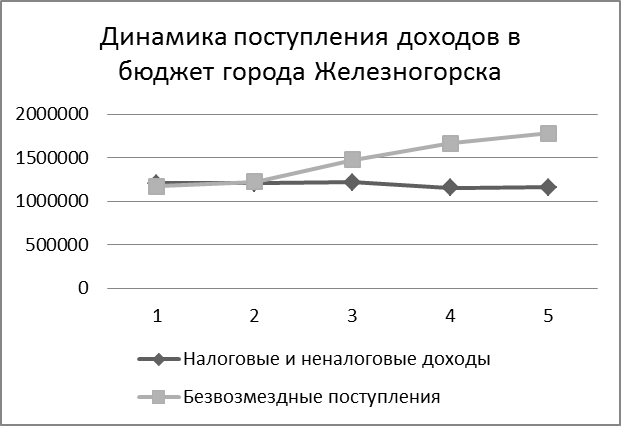 Динамика поступления доходов в
бюджет города Железногорска
2000000
1500000
1000000
500000
0
1 2 3 4 5
Налоговые и неналоговые доходы
Безвозмездные поступления